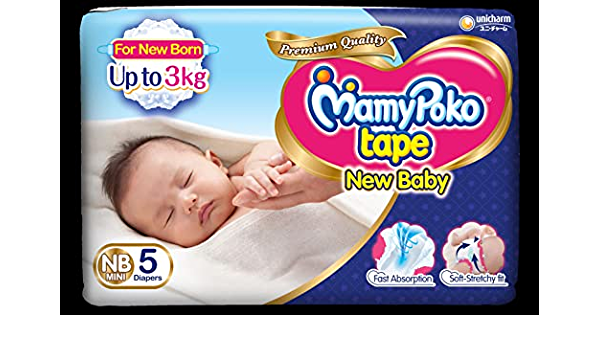 unicharm
ユニ・チャーム
For New Born
Up to 3kg
Premium Quality
MamyPoko®
tape
New Baby
NB
MINI
5
Diapers
Fast Absorption
Soft-Stretchy fit